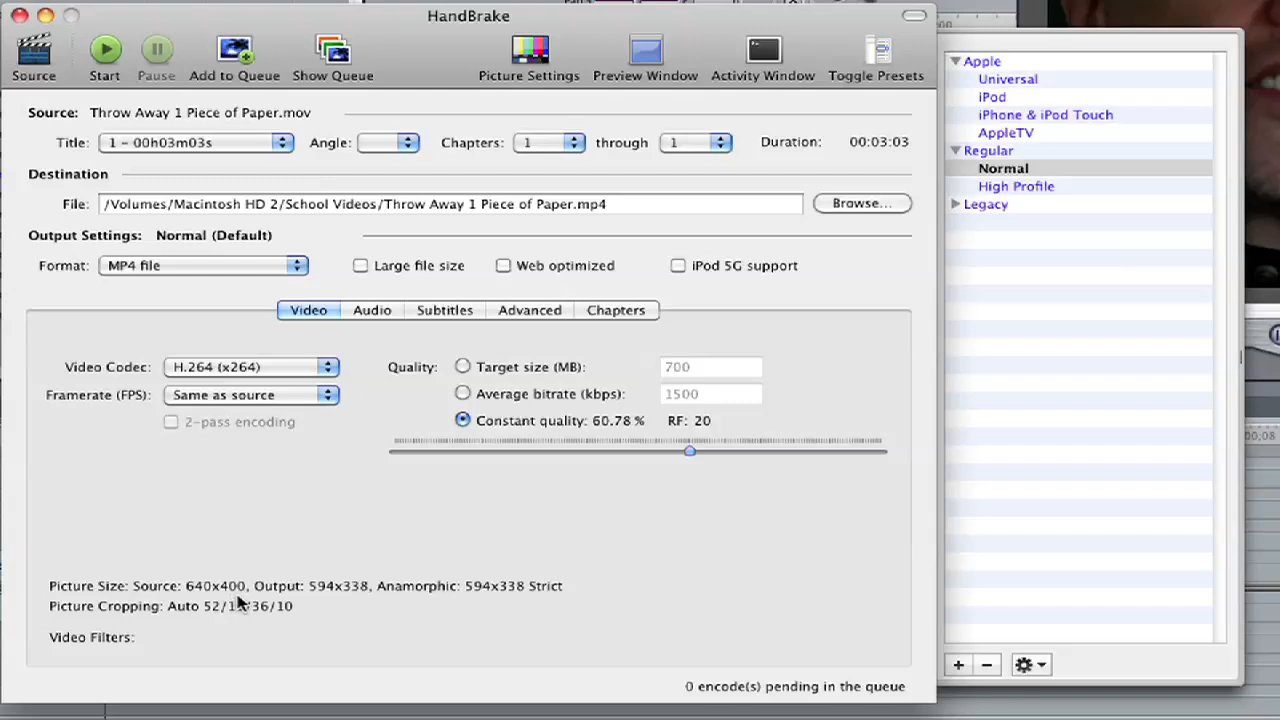 HandBrake
Source Start Pause Add to Queue Show Queue Picture Settings Preview Window Activity Window Toggle Presets
Source: Throw Away 1 Piece of Paper.mov
Title: 1 - 00h03m03s Angle: Chapters: 1 through 1 Duration: 00:03:03
Destination
File: /Volumes/Macintosh HD 2/School Videos/Throw Away 1 Piece of Paper.mp4 Browse...
Output Settings: Normal (Default)
Format: MP4 file Large file size Web optimized iPod 5G support
Video Audio Subtitles Advanced Chapters
Video Codec: H.264 (x264) Quality: Target size (MB): 700
Framerate (FPS): Same as source Average bitrate (kbps): 1500
2-pass encoding Constant quality: 60.78 % RF: 20
Picture Size: Source: 640x400, Output: 594x338, Anamorphic: 594x338 Strict
Picture Cropping: Auto 52/ /36/10
Video Filters:
0 encode(s) pending in the queue
Apple
Universal
iPod
iPhone & iPod Touch
AppleTV
Regular
Normal
High Profile
Legacy
+ −
00;08